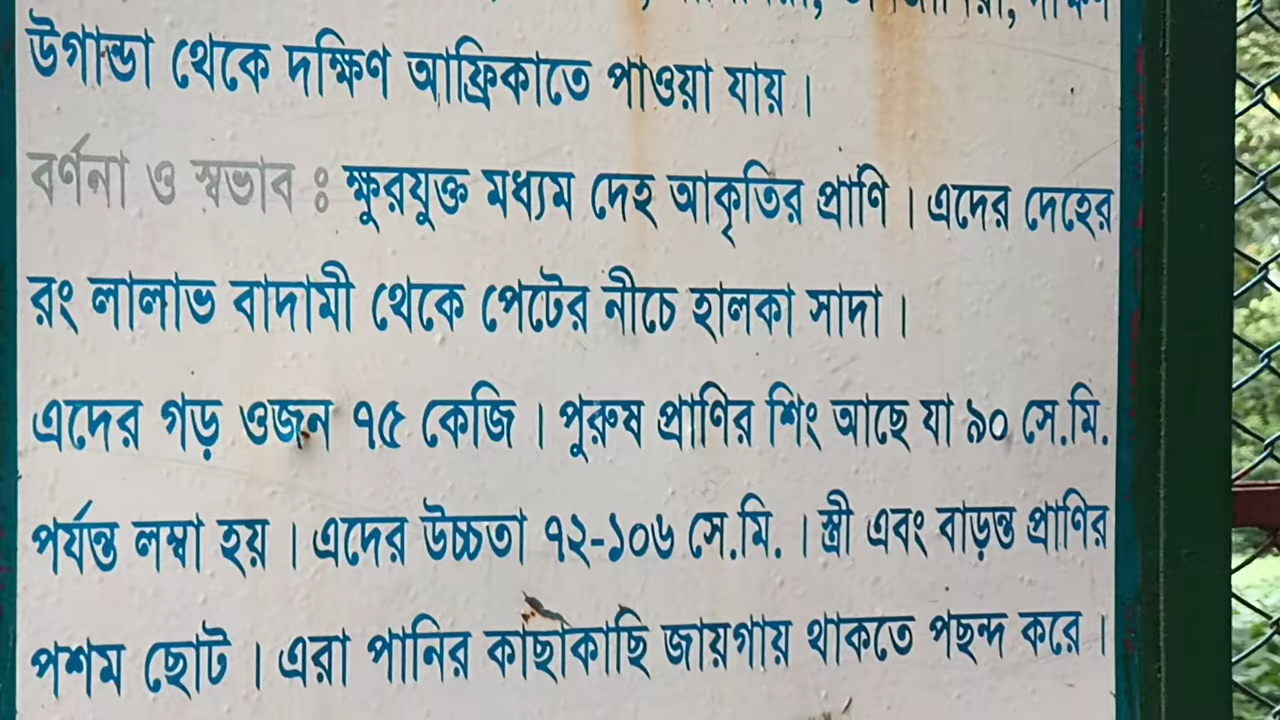 উগান্ডা থেকে দক্ষিণ আফ্রিকাতে পাওয়া যায়।
বর্ণনা ও স্বভাব ঃ ক্ষুরযুক্ত মধ্যম দেহ আকৃতির প্রাণি। এদের দেহের
রং লালাভ বাদামী থেকে পেটের নীচে হালকা সাদা।
এদের গড় ওজন ৭৫ কেজি। পুরুষ প্রাণির শিং আছে যা ৯০ সে.মি.
পর্যন্ত লম্বা হয়। এদের উচ্চতা ৭২-১০৬ সে.মি.। স্ত্রী এবং বাড়ন্ত প্রাণির
পশম ছোট। এরা পানির কাছাকাছি জায়গায় থাকতে পছন্দ করে।